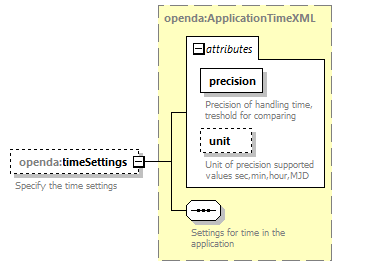 openda:ApplicationTimeXML
attributes
precision
Precision of handling time,
treshold for comparing
unit
Unit of precision supported
values sec,min,hour,MJD
openda:timeSettings
Specify the time settings
Settings for time in the
application